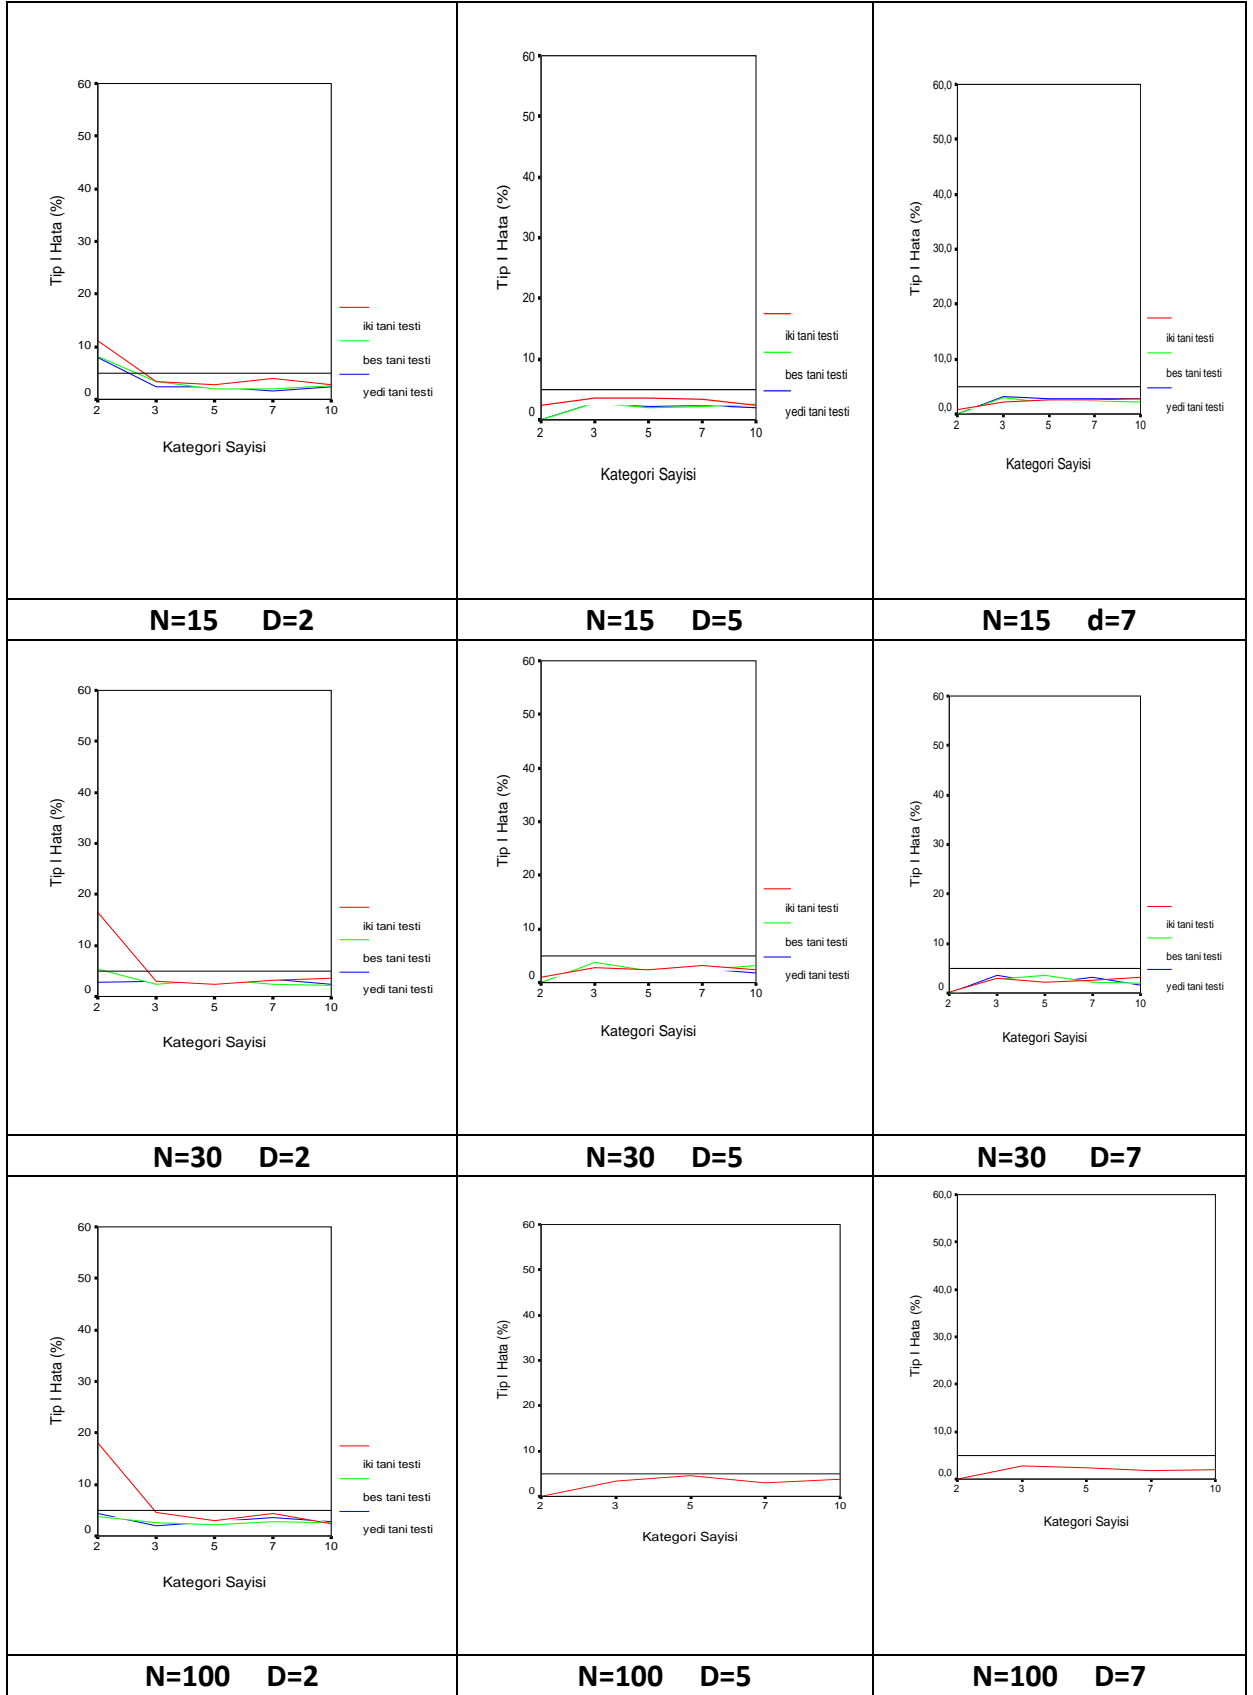 60
50
40
30
20
10
0
Tip I Hata (%)
2 3 5 7 10
Kategori Sayisi
iki tani testi
bes tani testi
yedi tani testi
60
50
40
30
20
10
0
Tip I Hata (%)
2 3 5 7 10
Kategori Sayisi
iki tani testi
bes tani testi
yedi tani testi
60,0
50,0
40,0
30,0
20,0
10,0
0,0
Tip I Hata (%)
2 3 5 7 10
Kategori Sayisi
iki tani testi
bes tani testi
yedi tani testi
N=15 D=2
N=15 D=5
N=15 d=7
60
50
40
30
20
10
0
Tip I Hata (%)
2 3 5 7 10
Kategori Sayisi
iki tani testi
bes tani testi
yedi tani testi
60
50
40
30
20
10
0
Tip I Hata (%)
2 3 5 7 10
Kategori Sayisi
iki tani testi
bes tani testi
yedi tani testi
60
50
40
30
20
10
0
Tip I Hata (%)
2 3 5 7 10
Kategori Sayisi
iki tani testi
bes tani testi
yedi tani testi
N=30 D=2
N=30 D=5
N=30 D=7
60
50
40
30
20
10
0
Tip I Hata (%)
2 3 5 7 10
Kategori Sayisi
iki tani testi
bes tani testi
yedi tani testi
60
50
40
30
20
10
0
Tip I Hata (%)
2 3 5 7 10
Kategori Sayisi
60,0
50,0
40,0
30,0
20,0
10,0
0,0
Tip I Hata (%)
2 3 5 7 10
Kategori Sayisi
N=100 D=2
N=100 D=5
N=100 D=7